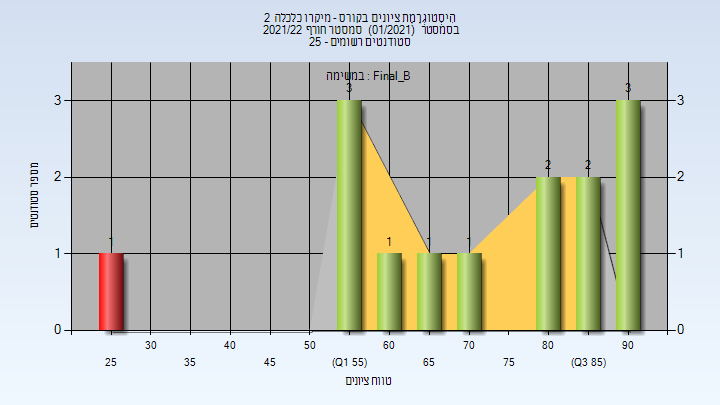 היסטוגרמת ציונים בקורס - מיקרו כלכלה 2
בסמסטר (01/2021) סמסטר חורף 2021/22
סטודנטים רשומים - 25
במשימה : Final_B
מספר סטודנטים
3 3
2 2
1 1
0 0
1 3 1 1 1 2 2 3
30 40 50 60 70 80 90
25 35 45 (Q1 55) 65 75 (Q3 85)
טווח ציונים